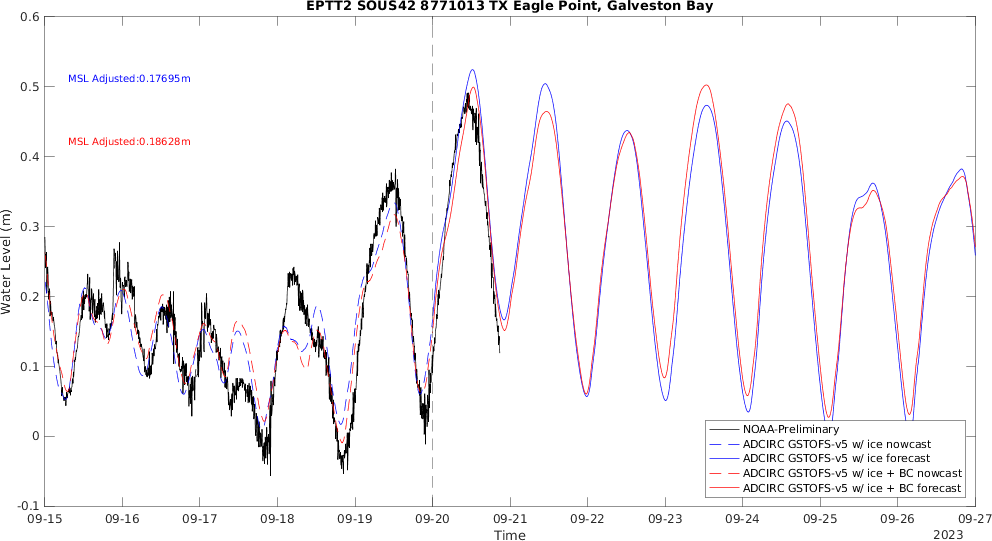 EPTT2 SOUS42 8771013 TX Eagle Point, Galveston Bay
MSL Adjusted:0.17695m
MSL Adjusted:0.18628m
Water Level (m)
0.6
0.5
0.4
0.3
0.2
0.1
0
-0.1
NOAA-Preliminary
ADCIRC GSTOFS-v5 w/ ice nowcast
ADCIRC GSTOFS-v5 w/ ice forecast
ADCIRC GSTOFS-v5 w/ ice + BC nowcast
ADCIRC GSTOFS-v5 w/ ice + BC forecast
09-15 09-16 09-17 09-18 09-19 09-20 09-21 09-22 09-23 09-24 09-25 09-26 09-27
Time
2023